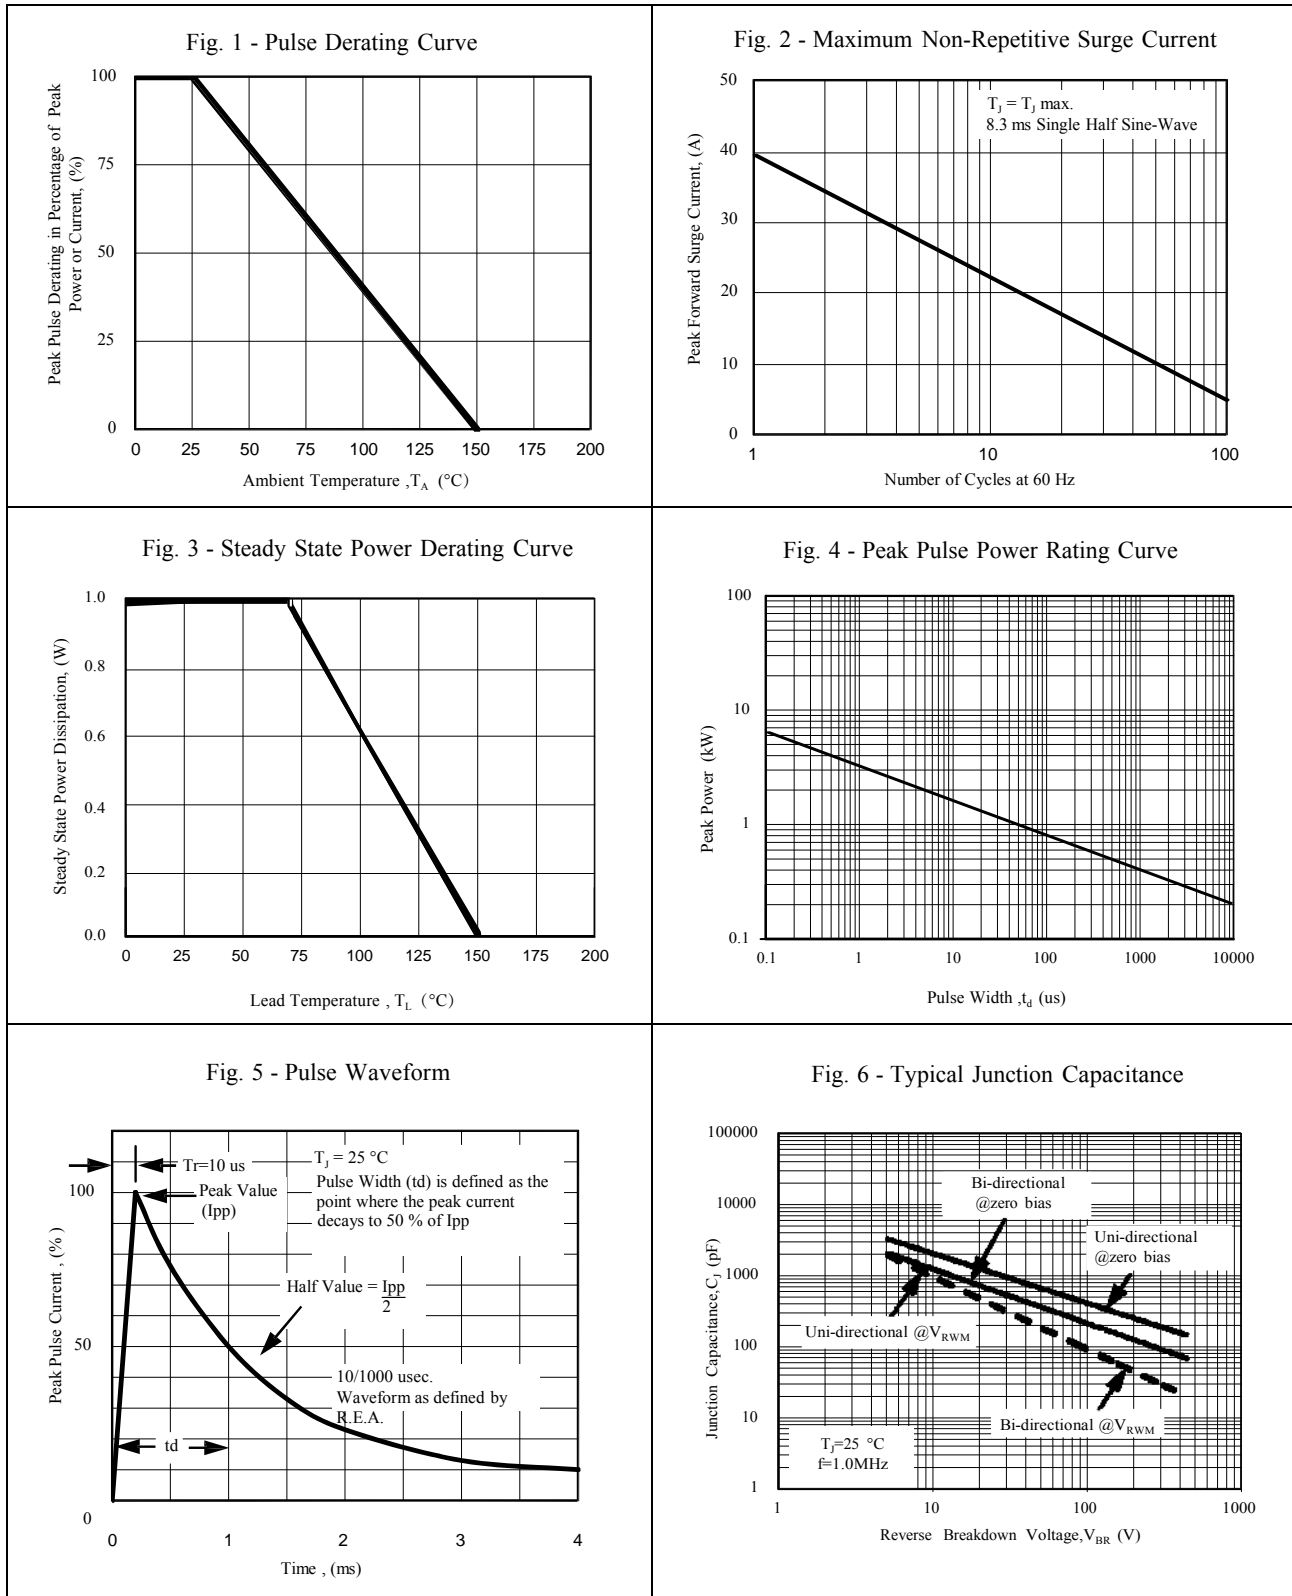 Fig. 1 - Pulse Derating Curve
Peak Pulse Derating in Percentage of Peak
Power or Current, (%)
100
75
50
25
0
0 25 50 75 100 125 150 175 200
Ambient Temperature ,TA (°C)
Fig. 2 - Maximum Non-Repetitive Surge Current
Peak Forward Surge Current, (A)
50
40
30
20
10
0
TJ = TJ max.
8.3 ms Single Half Sine-Wave
1 10 100
Number of Cycles at 60 Hz
Fig. 3 - Steady State Power Derating Curve
Steady State Power Dissipation, (W)
1.0
0.8
0.6
0.4
0.2
0.0
0 25 50 75 100 125 150 175 200
Lead Temperature , TL (°C)
Fig. 4 - Peak Pulse Power Rating Curve
Peak Power (kW)
100
10
1
0.1
0.1 1 10 100 1000 10000
Pulse Width ,td (us)
Fig. 5 - Pulse Waveform
Peak Pulse Current , (% )
100
50
0
Tr=10 us
Peak Value
(Ipp)
TJ = 25 °C
Pulse Width (td) is defined as the
point where the peak current
decays to 50 % of Ipp
Half Value = Ipp
2
10/1000 usec.
Waveform as defined by
R.E.A.
td
0 1 2 3 4
Time , (ms)
Fig. 6 - Typical Junction Capacitance
Junction Capacitance,CJ (pF)
100000
10000
1000
100
10
1
Bi-directional
@zero bias
Uni-directional
@zero bias
Uni-directional @VRWM
Bi-directional @VRWM
TJ=25 °C
f=1.0MHz
1 10 100 1000
Reverse Breakdown Voltage,VBR (V)